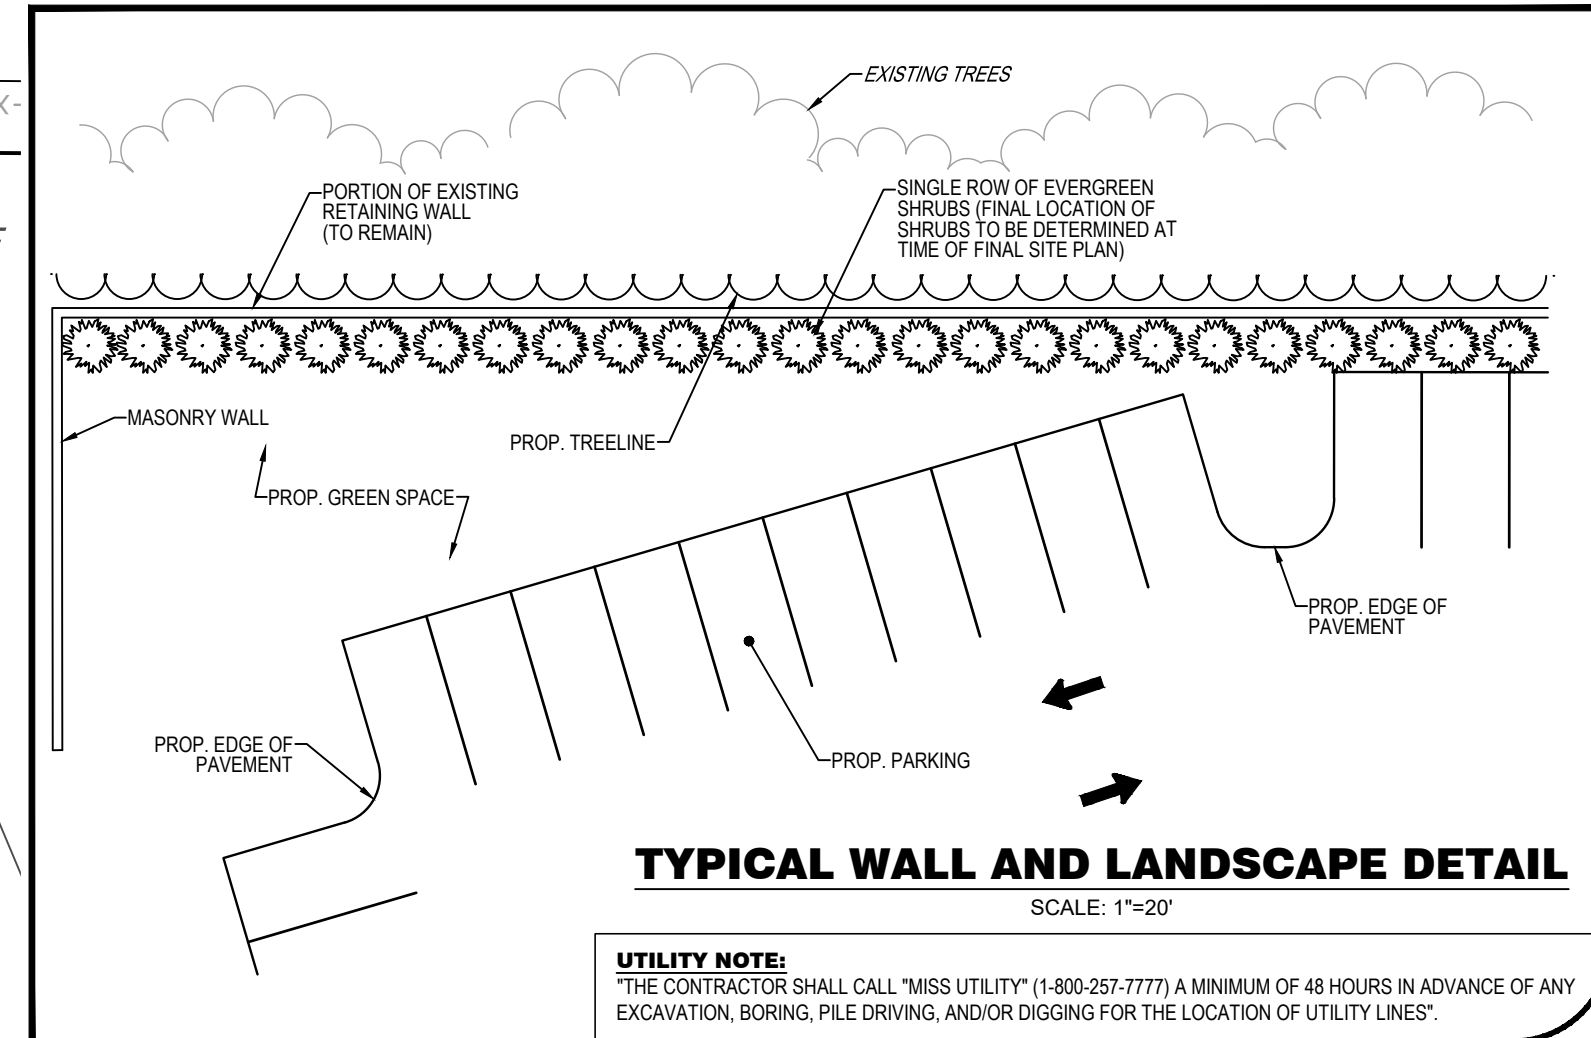 X-
EXISTING TREES
PORTION OF EXISTING
RETAINING WALL
(TO REMAIN)
SINGLE ROW OF EVERGREEN
SHRUBS (FINAL LOCATION OF
SHRUBS TO BE DETERMINED AT
TIME OF FINAL SITE PLAN)
MASONRY WALL
PROP. TREELINE
PROP. GREEN SPACE
PROP. EDGE OF
PAVEMENT
PROP. EDGE OF
PAVEMENT
PROP. PARKING
TYPICAL WALL AND LANDSCAPE DETAIL
SCALE: 1"=20'
UTILITY NOTE:
"THE CONTRACTOR SHALL CALL "MISS UTILITY" (1-800-257-7777) A MINIMUM OF 48 HOURS IN ADVANCE OF ANY
EXCAVATION, BORING, PILE DRIVING, AND/OR DIGGING FOR THE LOCATION OF UTILITY LINES".